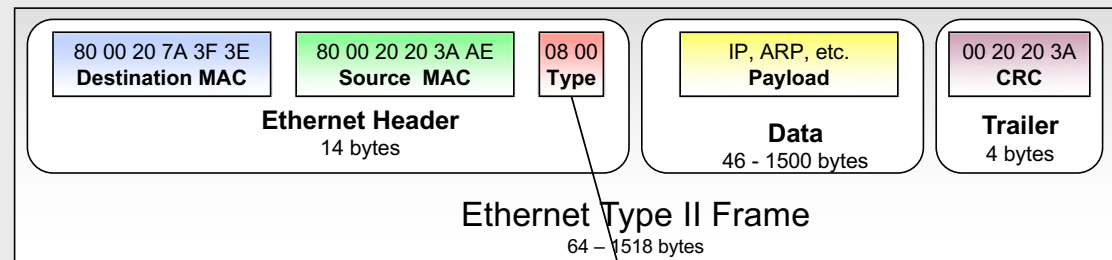 80 00 20 7A 3F 3E
Destination MAC
80 00 20 20 3A AE
Source MAC
08 00
Type
Ethernet Header
14 bytes
IP, ARP, etc.
Payload
Data
46 - 1500 bytes
00 20 20 3A
CRC
Trailer
4 bytes
Ethernet Type II Frame
64 – 1518 bytes